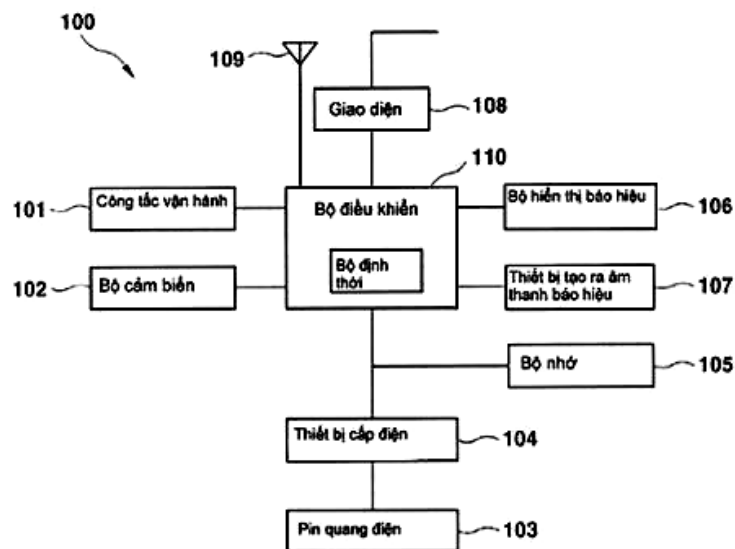 100
109
Giao diện
108
110
101
Công tắc vận hành
Bộ điều khiển
Bộ hiển thị báo hiệu
106
102
Bộ cảm biến
Bộ định
thời
Thiết bị tạo ra âm
thanh báo hiệu
107
Bộ nhớ
105
Thiết bị cấp điện
104
Pin quang điện
103